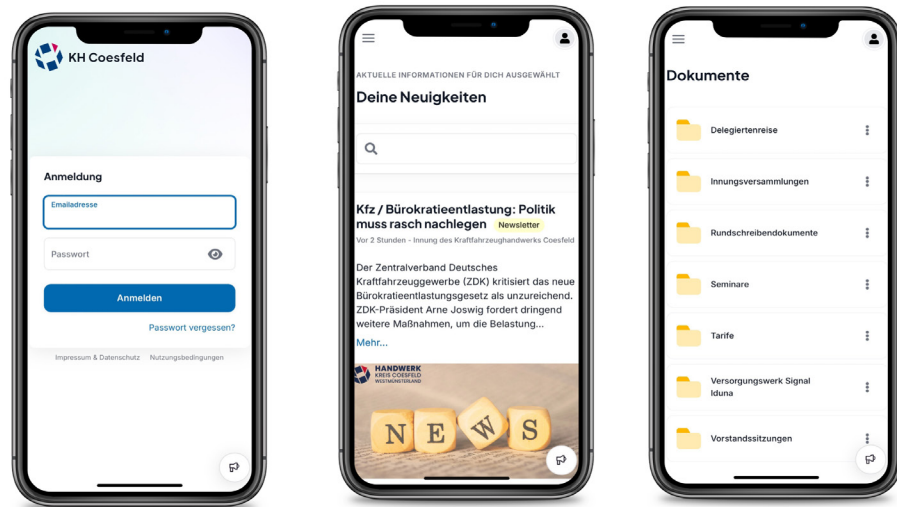 KH Coesfeld
Anmeldung
Emailadresse
Passwort
Anmelden
Passwort vergessen?
Impressum & Datenschutz Nutzungsbedingungen
AKTUELLE INFORMATIONEN FÜR DICH AUSGEWÄHLT
Deine Neuigkeiten
Kfz / Bürokratieentlastung: Politik
muss rasch nachlegen Newsletter
Vor 2 Stunden - Innung des Kraftfahrzeughandwerks Coesfeld
Der Zentralverband Deutsches
Kraftfahrzeuggewerbe (ZDK) kritisiert das neue
Bürokratieentlastungsgesetz als unzureichend.
ZDK-Präsident Arne Joswig fordert dringend
weitere Maßnahmen, um die Belastung...
Mehr...
HANDWERK
KREIS COESFELD
WESTMÜNSTERLAND
NEWS
Dokumente
Delegiertenreise
Innungsversammlungen
Rundschreibendokumente
Seminare
Tarife
Versorgungswerk Signal
Iduna
Vorstandssitzungen